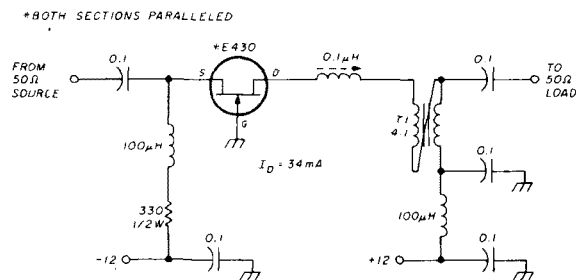 *BOTH SECTIONS PARALLELED
FROM
50Ω
SOURCE
0.1
*E430
S
D
G
0.1μH
TO
50Ω
LOAD
0.1
T1
4:1
100μH
I_D = 34mA
0.1
330
1/2W
100μH
-12
0.1
+12
0.1